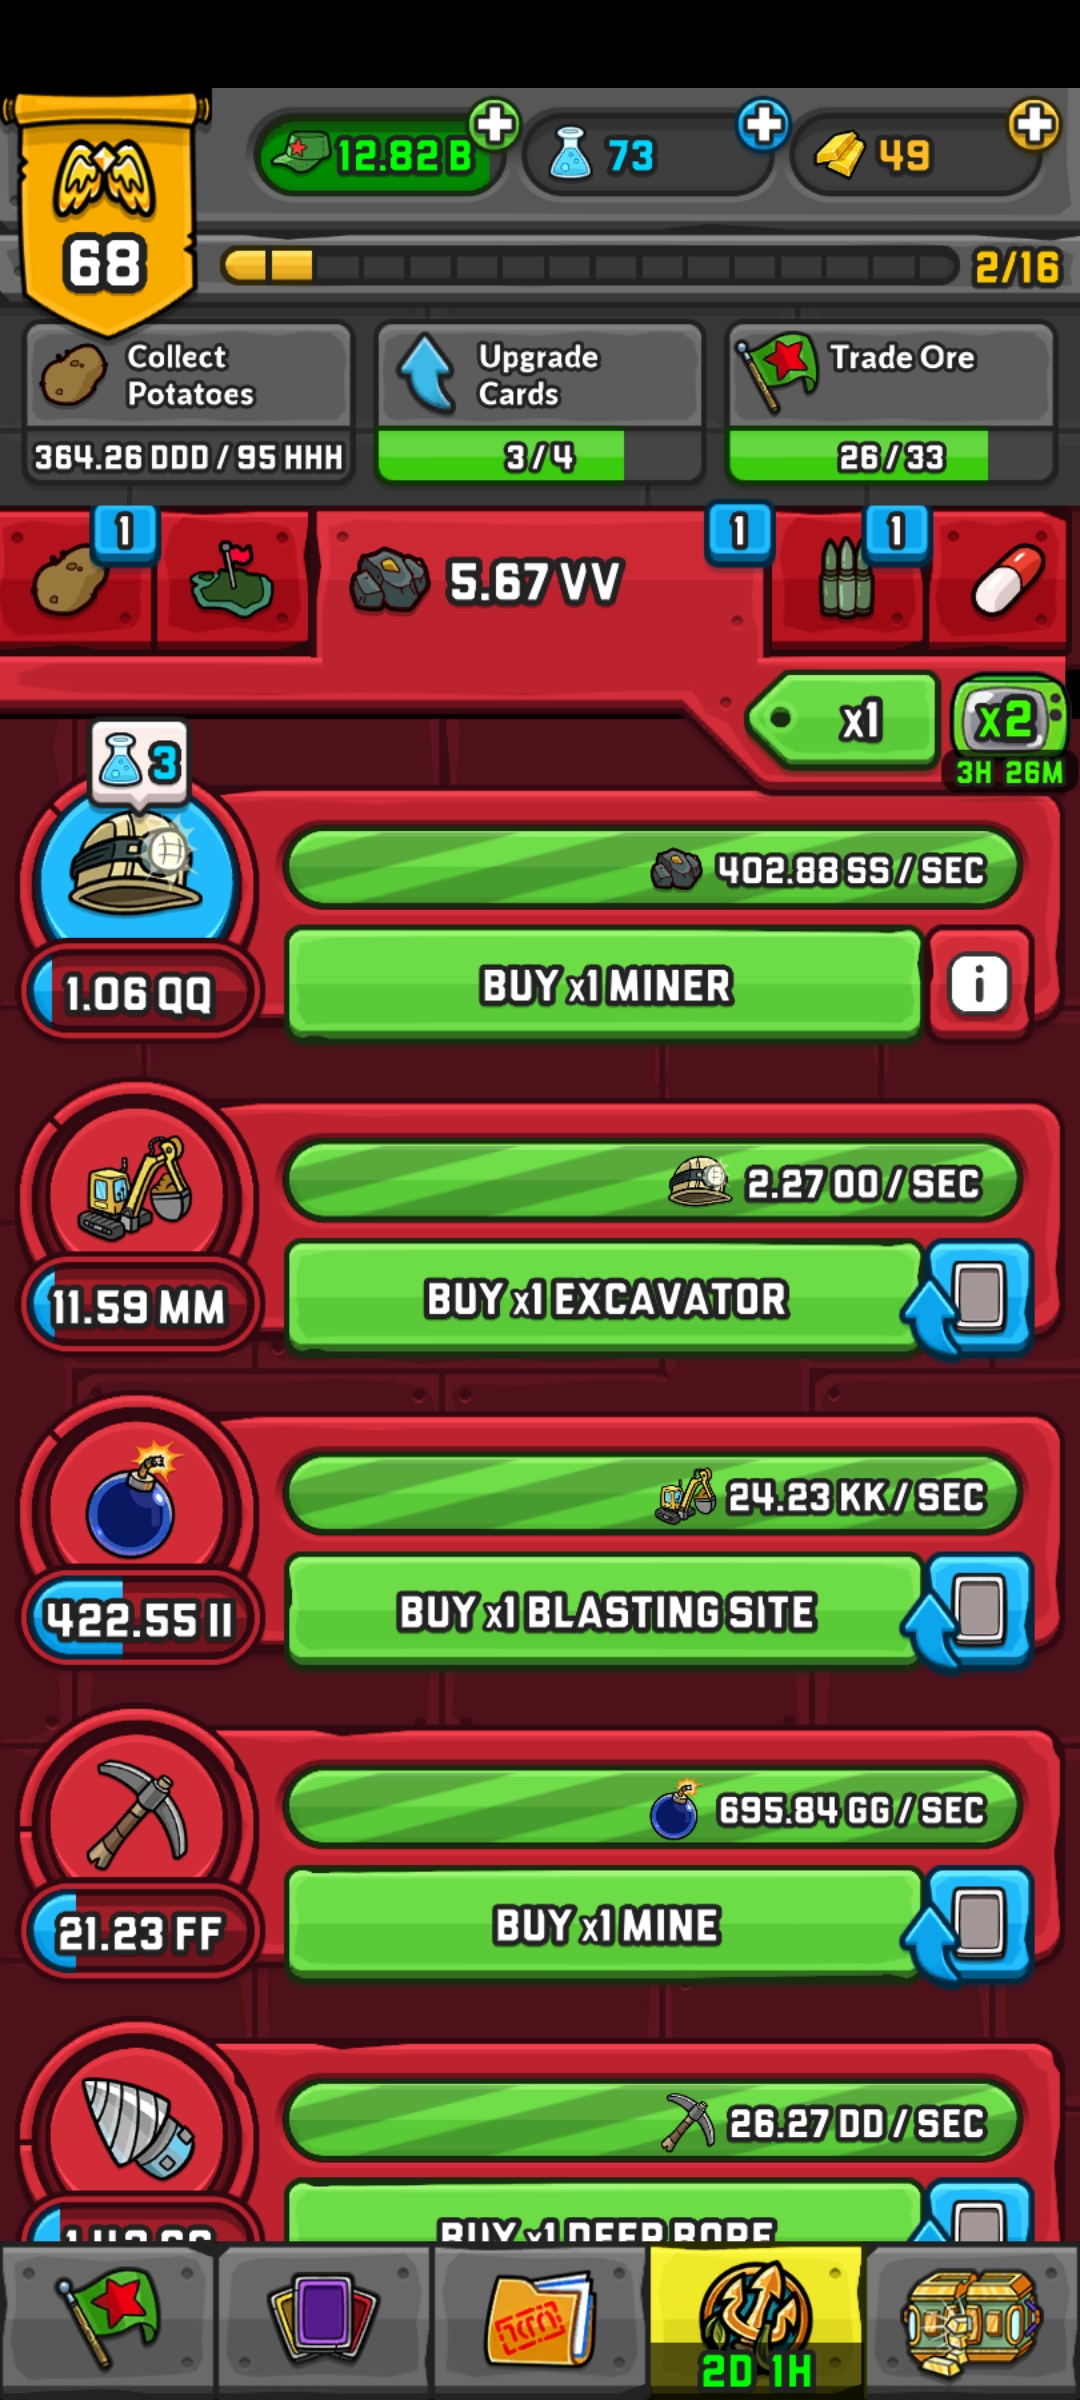 12.82 B
73
49
68
2/16
Collect
Potatoes
Upgrade
Cards
Trade Ore
364.26 DDD / 95 HHH
3/4
26/33
1
5.67 VV
1
1
x1
x2
3H 26M
3
402.88 SS / SEC
1.06 QQ
BUY x1 MINER
i
2.27 OO / SEC
11.59 MM
BUY x1 EXCAVATOR
24.23 KK / SEC
422.55 II
BUY x1 BLASTING SITE
695.84 GG / SEC
21.23 FF
BUY x1 MINE
26.27 DD / SEC
BUY x1 DEEP BORE
2D 1H